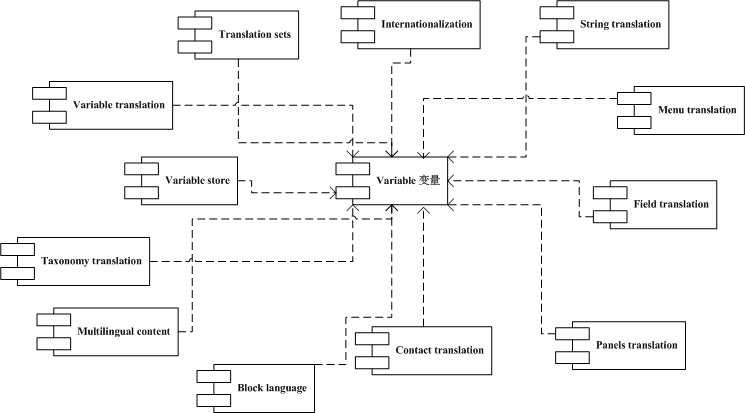 Internationalization
String translation
Translation sets
Variable translation
Menu translation
Variable store
Variable 变量
Field translation
Taxonomy translation
Multilingual content
Contact translation
Panels translation
Block language